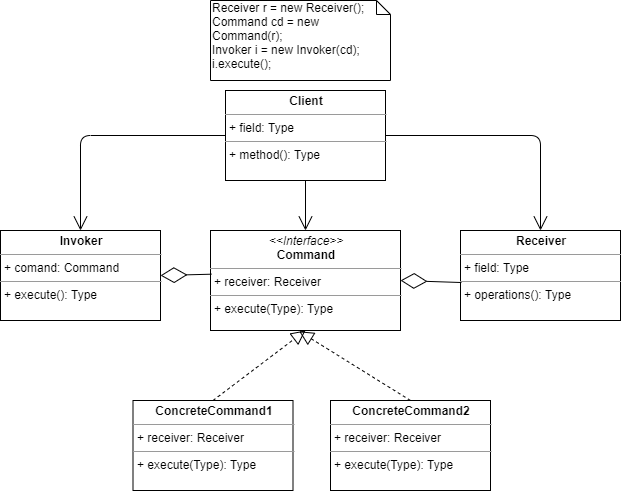 Receiver r = new Receiver();
Command cd = new
Command(r);
Invoker i = new Invoker(cd);
i.execute();
Client
+ field: Type
+ method(): Type
Invoker
+ comand: Command
+ execute(): Type
<<Interface>>
Command
+ receiver: Receiver
+ execute(Type): Type
Receiver
+ field: Type
+ operations(): Type
ConcreteCommand1
+ receiver: Receiver
+ execute(Type): Type
ConcreteCommand2
+ receiver: Receiver
+ execute(Type): Type